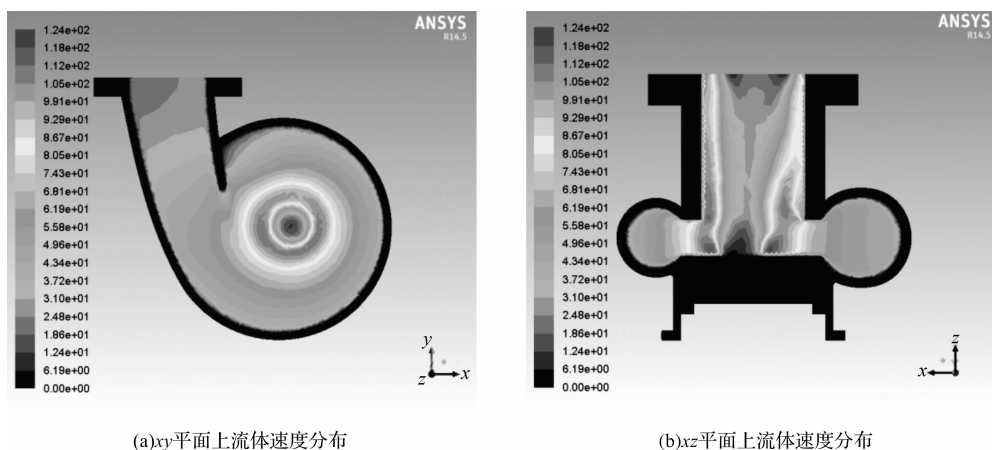 ANSYS
R14.5
1.24e+02
1.18e+02
1.12e+02
1.05e+02
9.91e+01
9.29e+01
8.67e+01
8.05e+01
7.43e+01
6.81e+01
6.19e+01
5.58e+01
4.96e+01
4.34e+01
3.72e+01
3.10e+01
2.48e+01
1.86e+01
1.24e+01
6.19e+00
0.00e+00
y
z
x
(a)xy平面上流体速度分布
ANSYS
R14.5
1.24e+02
1.18e+02
1.12e+02
1.05e+02
9.91e+01
9.29e+01
8.67e+01
8.05e+01
7.43e+01
6.81e+01
6.19e+01
5.58e+01
4.96e+01
4.34e+01
3.72e+01
3.10e+01
2.48e+01
1.86e+01
1.24e+01
6.19e+00
0.00e+00
z
x
(b)xz平面上流体速度分布